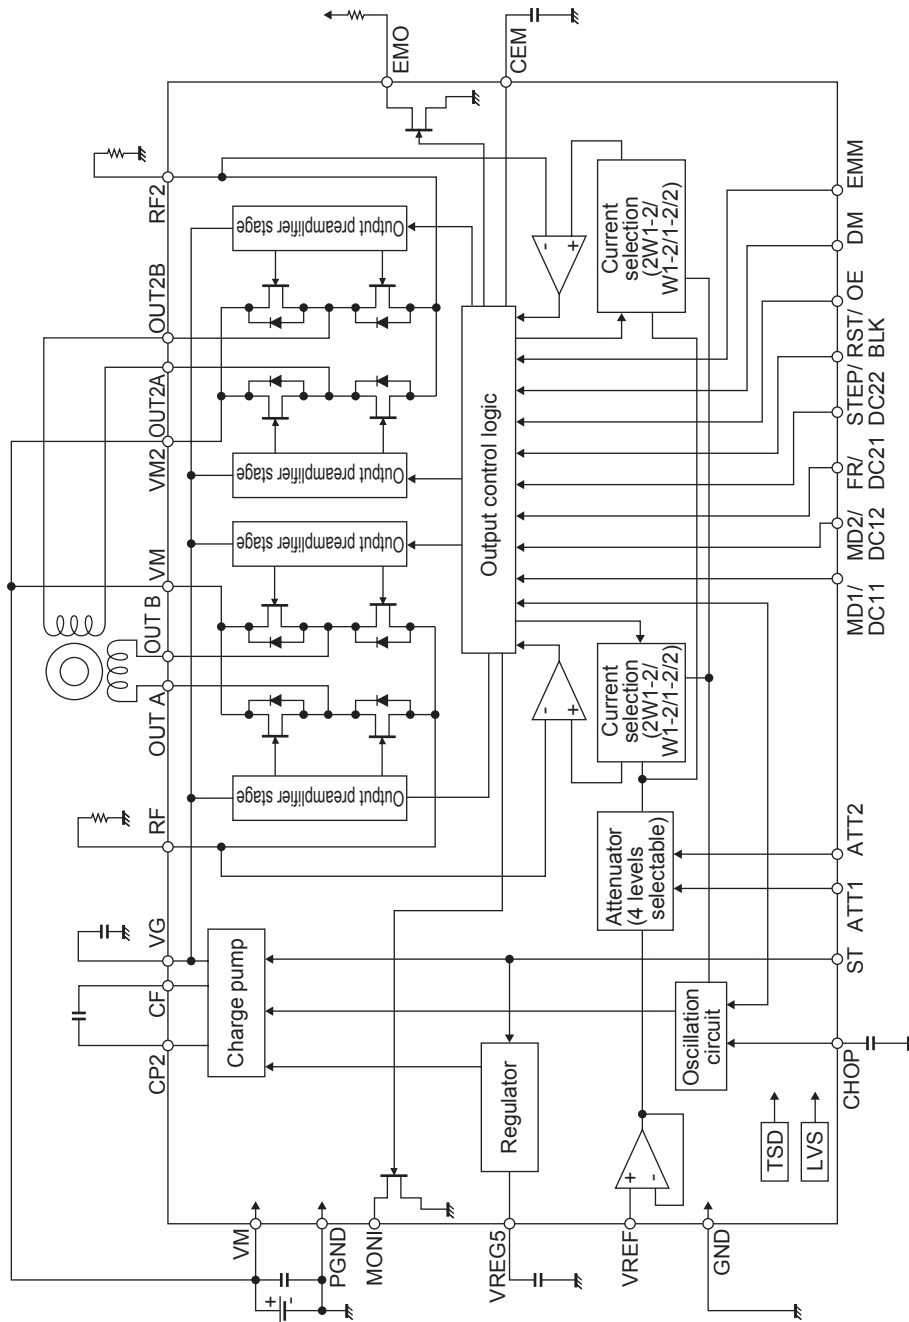 CP2
CF
VG
RF
OUT A
OUT B
VM
VM2
OUT2A
OUT2B
RF2
VM
+
-
PGND
MONI
VREG5
VREF
GND
EMO
CEM
Charge pump
Output preamplifier stage
Output preamplifier stage
Output preamplifier stage
Output preamplifier stage
Regulator
Output control logic
-
+
-
+
+
-
Attenuator
(4 levels
selectable)
Current
selection
(2W1-2/
W1-2/1-2/2)
Current
selection
(2W1-2/
W1-2/1-2/2)
Oscillation
circuit
TSD
LVS
CHOP
ST
ATT1
ATT2
MD1/
DC11
MD2/
DC12
FR/
DC21
STEP/
DC22
RST/
BLK
OE
DM
EMM